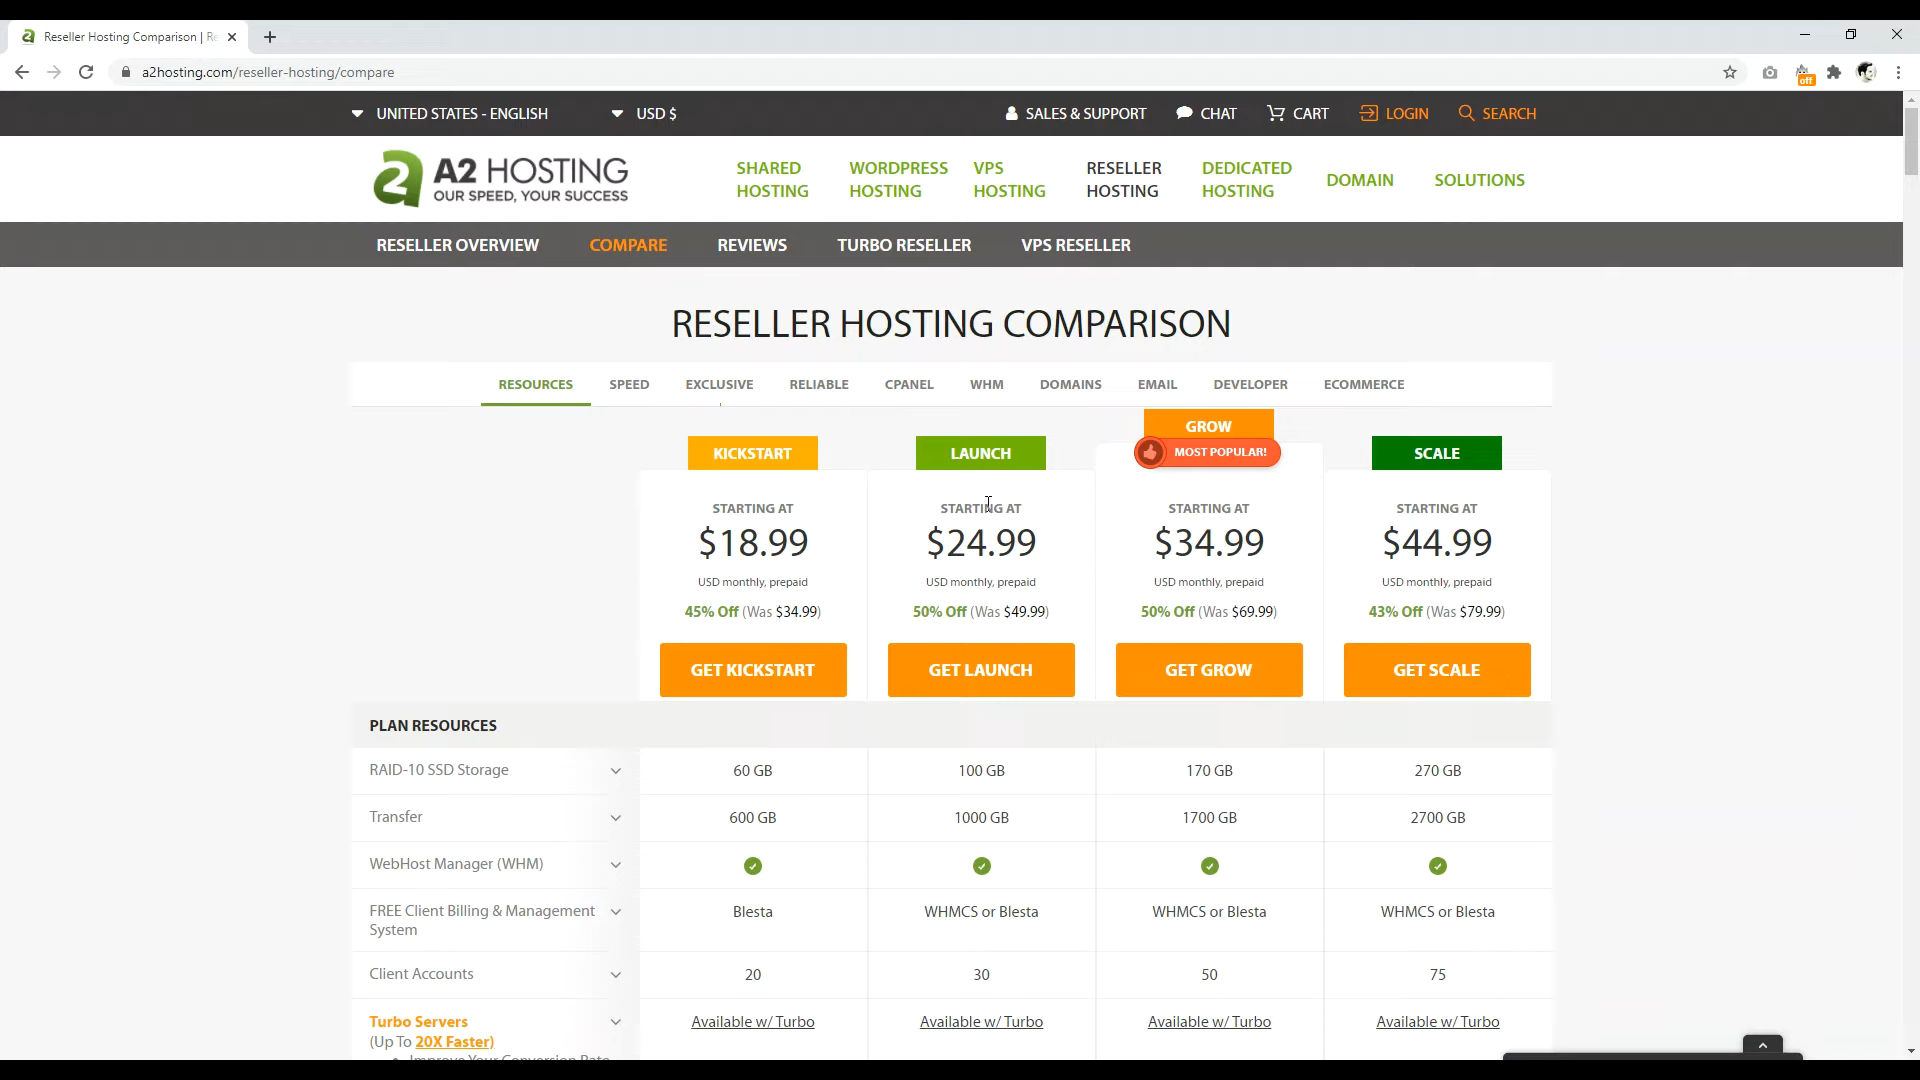 Reseller Hosting Comparison | Re
a2hosting.com/reseller-hosting/compare
off
UNITED STATES - ENGLISH USD $ SALES & SUPPORT CHAT CART LOGIN SEARCH
A2 HOSTING
OUR SPEED, YOUR SUCCESS
SHARED HOSTING
WORDPRESS HOSTING
VPS HOSTING
RESELLER HOSTING
DEDICATED HOSTING
DOMAIN
SOLUTIONS
RESELLER OVERVIEW COMPARE REVIEWS TURBO RESELLER VPS RESELLER
RESELLER HOSTING COMPARISON
RESOURCES SPEED EXCLUSIVE RELIABLE CPANEL WHM DOMAINS EMAIL DEVELOPER ECOMMERCE
KICKSTART LAUNCH GROW SCALE
MOST POPULAR!
STARTING AT STARTING AT STARTING AT STARTING AT
$18.99 $24.99 $34.99 $44.99
USD monthly, prepaid USD monthly, prepaid USD monthly, prepaid USD monthly, prepaid
45% Off (Was $34.99) 50% Off (Was $49.99) 50% Off (Was $69.99) 43% Off (Was $79.99)
GET KICKSTART GET LAUNCH GET GROW GET SCALE
PLAN RESOURCES
RAID-10 SSD Storage 60 GB 100 GB 170 GB 270 GB
Transfer 600 GB 1000 GB 1700 GB 2700 GB
WebHost Manager (WHM)
FREE Client Billing & Management Blesta WHMCS or Blesta WHMCS or Blesta WHMCS or Blesta
System
Client Accounts 20 30 50 75
Turbo Servers Available w/ Turbo Available w/ Turbo Available w/ Turbo Available w/ Turbo
(Up To 20X Faster)
Improve Your Conversion Rate